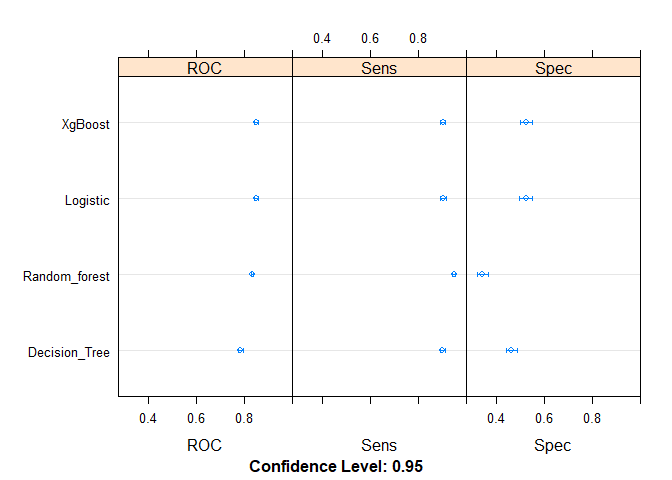 0.4 0.6 0.8
ROC Sens Spec
XgBoost
Logistic
Random_forest
Decision_Tree
0.4 0.6 0.8 0.4 0.6 0.8
ROC Sens Spec
Confidence Level: 0.95